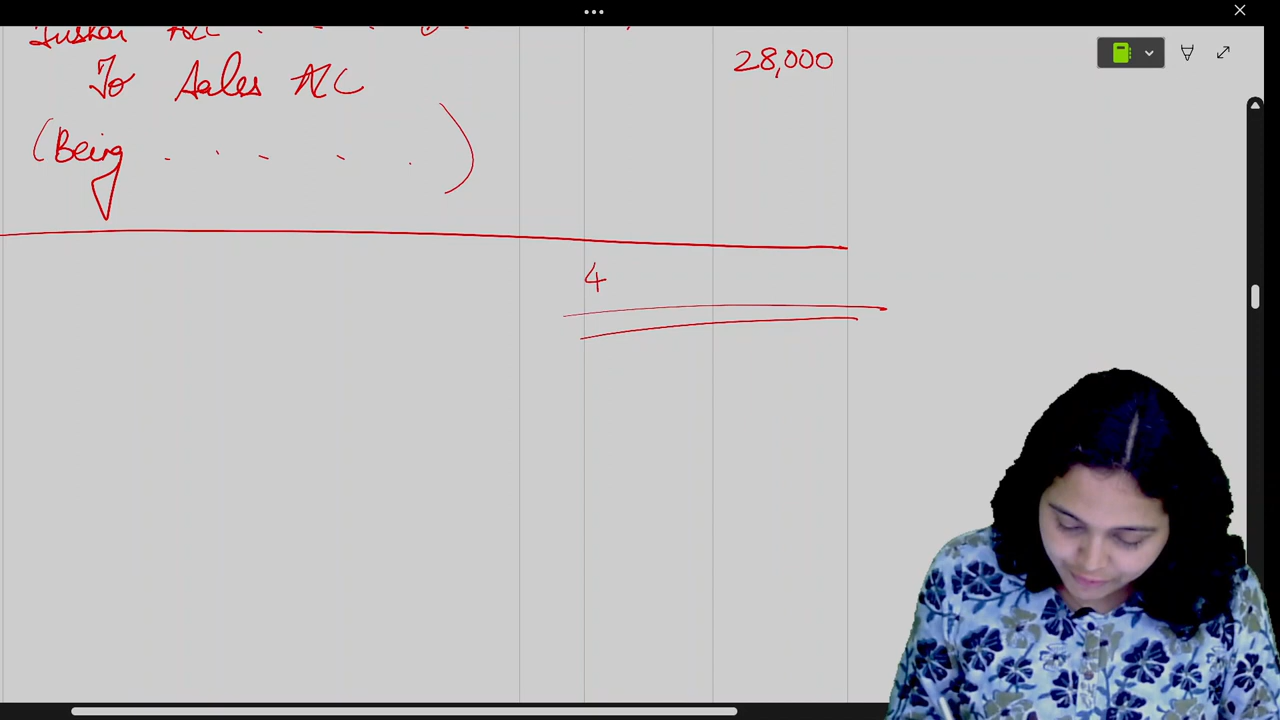 A/C
28,000
To Sales A/C
(Being . . . . . )
4